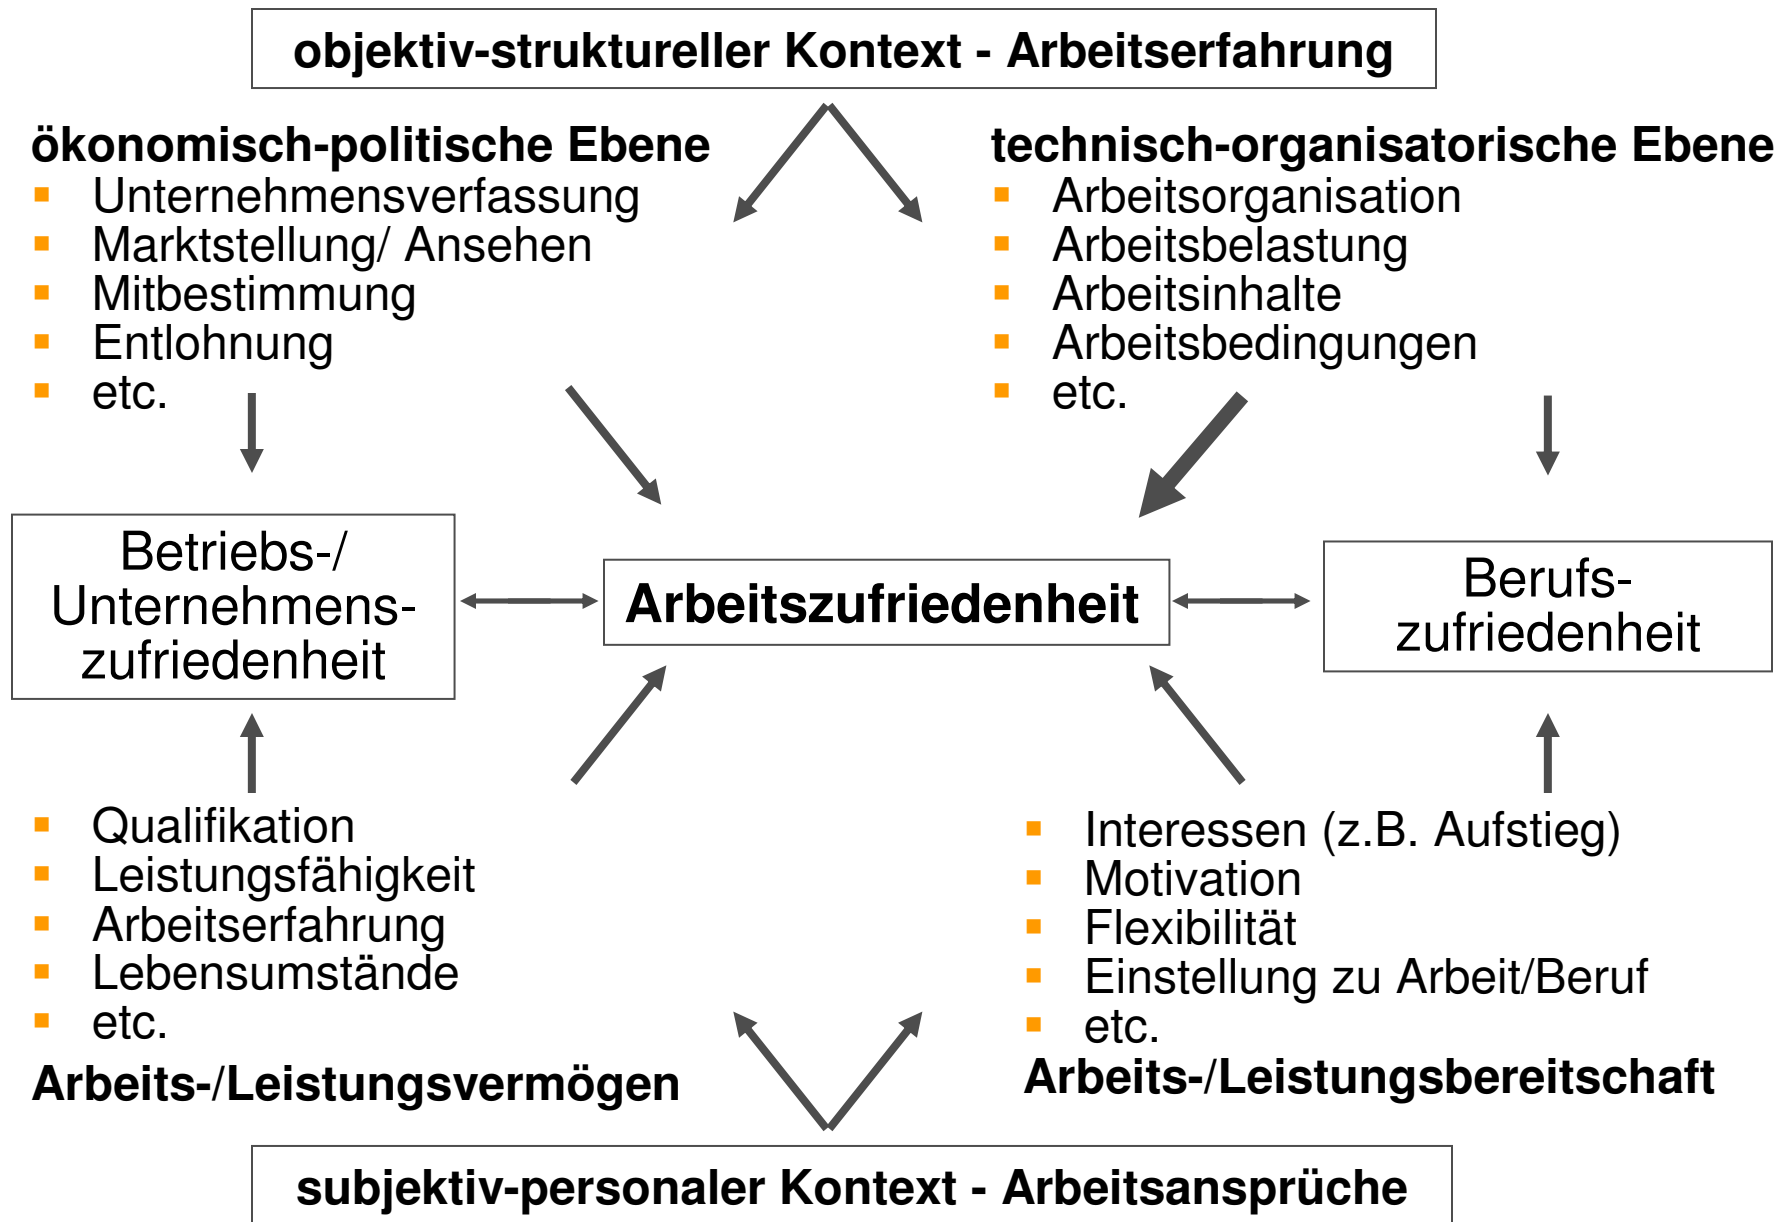 objektiv-struktureller Kontext - Arbeitserfahrung
ökonomisch-politische Ebene
▪ Unternehmensverfassung
▪ Marktstellung/ Ansehen
▪ Mitbestimmung
▪ Entlohnung
▪ etc.
technisch-organisatorische Ebene
▪ Arbeitsorganisation
▪ Arbeitsbelastung
▪ Arbeitsinhalte
▪ Arbeitsbedingungen
▪ etc.
Betriebs-/
Unternehmens-
zufriedenheit
Arbeitszufriedenheit
Berufs-
zufriedenheit
▪ Qualifikation
▪ Leistungsfähigkeit
▪ Arbeitserfahrung
▪ Lebensumstände
▪ etc.
Arbeits-/Leistungsvermögen
▪ Interessen (z.B. Aufstieg)
▪ Motivation
▪ Flexibilität
▪ Einstellung zu Arbeit/Beruf
▪ etc.
Arbeits-/Leistungsbereitschaft
subjektiv-personaler Kontext - Arbeitsansprüche